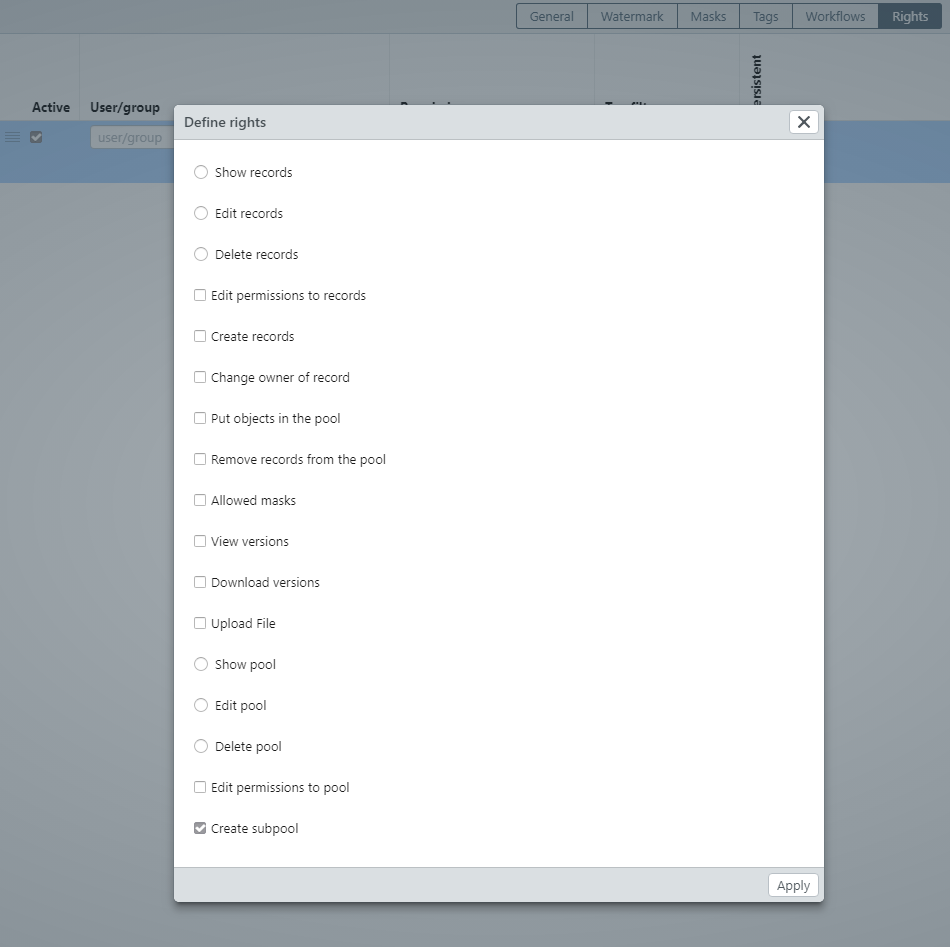 General Watermark Masks Tags Workflows Rights
Active User/group
user/group
Define rights
Show records
Edit records
Delete records
Edit permissions to records
Create records
Change owner of record
Put objects in the pool
Remove records from the pool
Allowed masks
View versions
Download versions
Upload File
Show pool
Edit pool
Delete pool
Edit permissions to pool
Create subpool
Apply